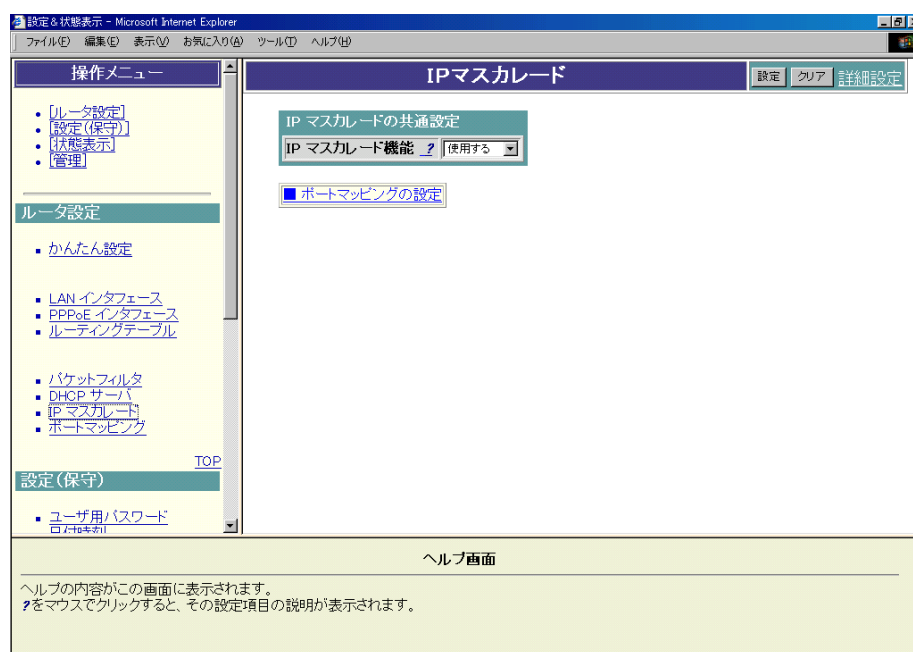 設定&状態表示 - Microsoft Internet Explorer
ファイル(F) 編集(E) 表示(V) お気に入り(A) ツール(T) ヘルプ(H)
操作メニュー
[ルータ設定]
[設定(保守)]
[状態表示]
[管理]
ルータ設定
かんたん設定
LAN インタフェース
PPPoE インタフェース
ルーティングテーブル
パケットフィルタ
DHCP サーバ
IP マスカレード
ポートマッピング
TOP
設定(保守)
ユーザ用パスワード
日付時刻
IPマスカレード
設定 クリア 詳細設定
IP マスカレードの共通設定
IP マスカレード機能 ? 使用する
■ ポートマッピングの設定
ヘルプ画面
ヘルプの内容がこの画面に表示されます。
?をマウスでクリックすると、その設定項目の説明が表示されます。